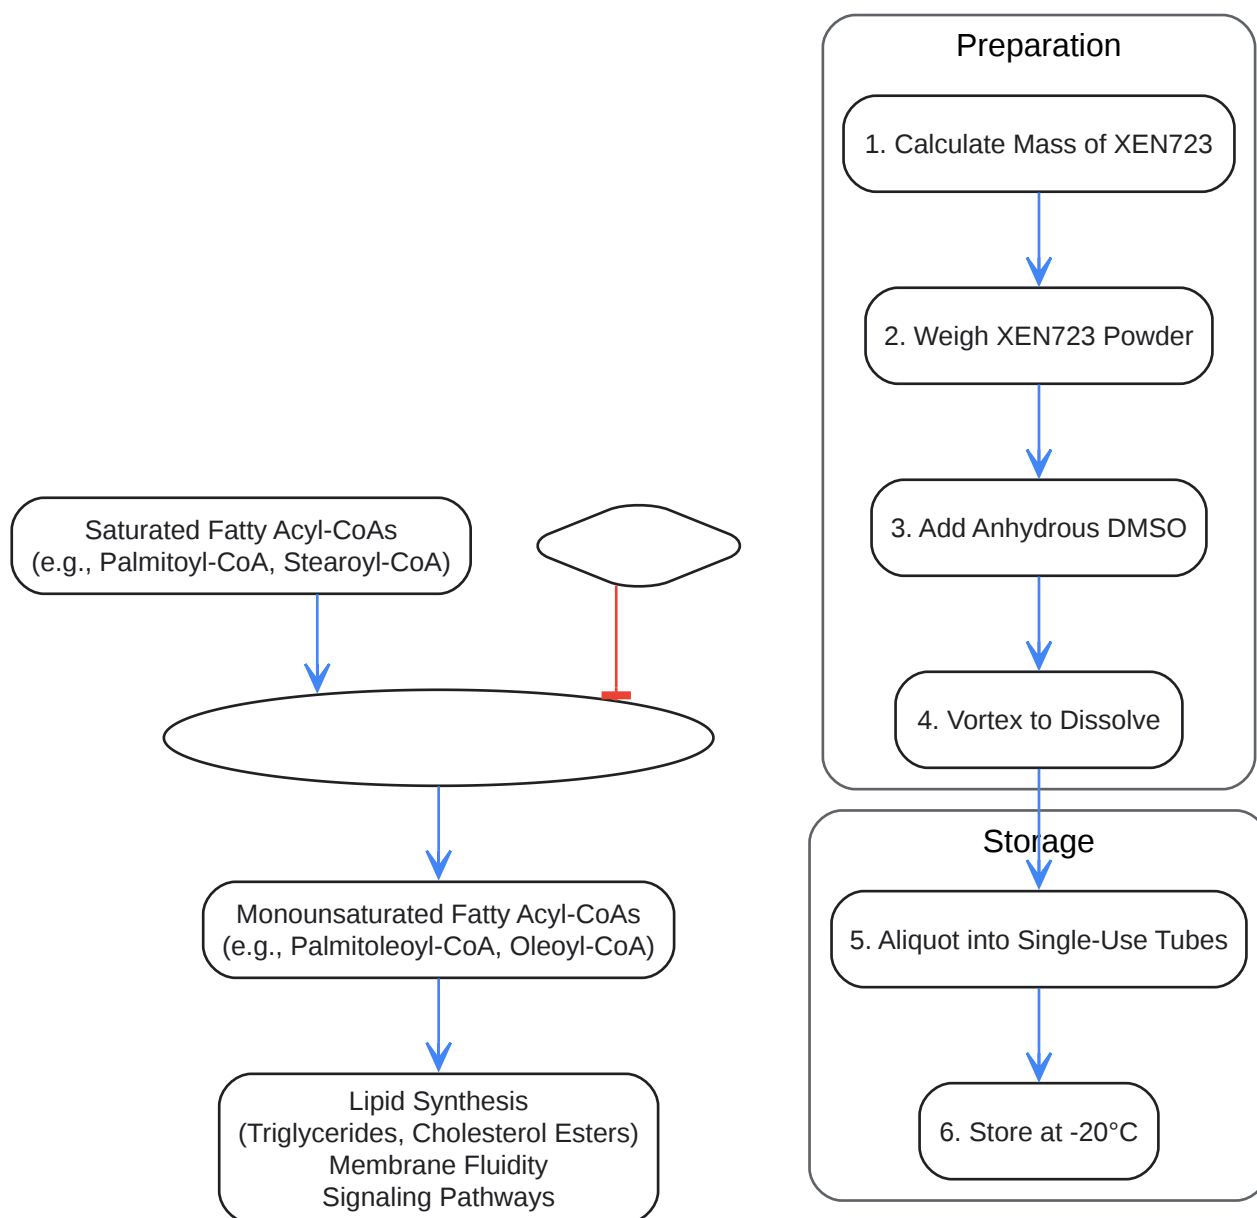 Saturated Fatty Acyl-CoAs
(e.g., Palmitoyl-CoA, Stearoyl-CoA)
Monounsaturated Fatty Acyl-CoAs
(e.g., Palmitoleoyl-CoA, Oleoyl-CoA)
Lipid Synthesis
(Triglycerides, Cholesterol Esters)
Membrane Fluidity
Signaling Pathways
Preparation
1. Calculate Mass of XEN723
2. Weigh XEN723 Powder
3. Add Anhydrous DMSO
4. Vortex to Dissolve
Storage
5. Aliquot into Single-Use Tubes
6. Store at -20°C